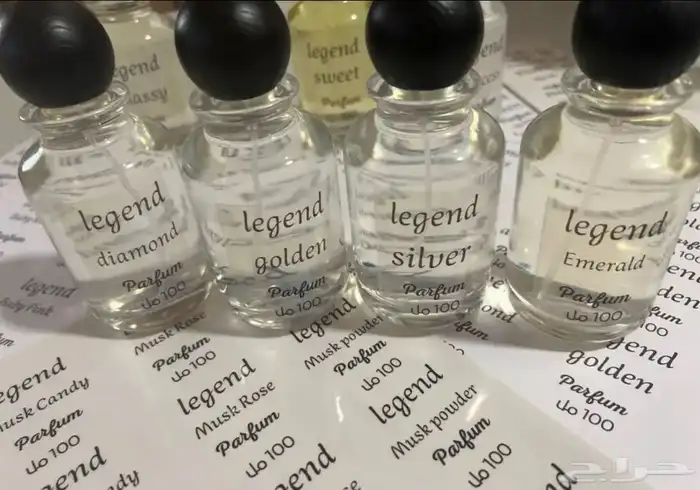 legend
sweet
Parfum
legend
diamond
Parfum
100 مل
legend
golden
Parfum
100 مل
legend
silver
Parfum
100 مل
legend
Emerald
Parfum
100 مل
legend
Musk Candy
Parfum
100 مل
Musk Rose
Parfum
100 مل
legend
Musk Rose
Parfum
100 مل
legend
Musk powder
Parfum
100 مل
legend
Musk powder
Parfum
100 مل
legend
golden
Parfum
100 مل
legend
Baby Pink
حراج